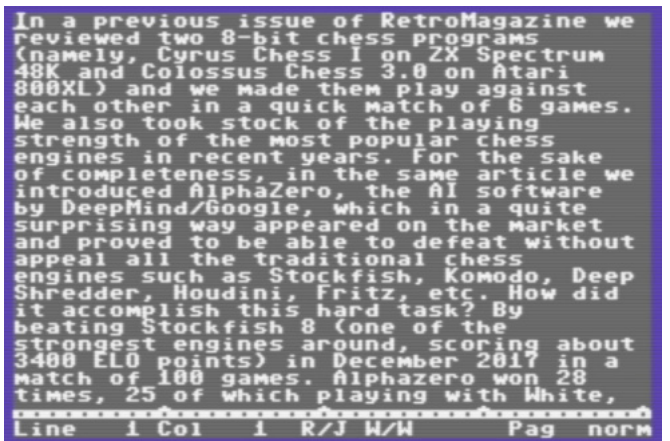 In a previous issue of RetroMagazine we
reviewed two 8-bit chess programs
(namely, Cyrus Chess I on ZX Spectrum
48K and Colossus Chess 3.0 on Atari
800XL) and we made them play against
each other in a quick match of 6 games.
We also took stock of the playing
strength of the most popular chess
engines in recent years. For the sake
of completeness, in the same article we
introduced AlphaZero, the AI software
by DeepMind/Google, which in a quite
surprising way appeared on the market
and proved to be able to defeat without
appeal all the traditional chess
engines such as Stockfish, Komodo, Deep
Shredder, Houdini, Fritz, etc. How did
it accomplish this hard task? By
beating Stockfish 8 (one of the
strongest engines around, scoring about
3400 ELO points) in December 2017 in a
match of 100 games. Alphazero won 28
times, 25 of which playing with White,
Line 1 Col 1 R/J W/W Pag norm